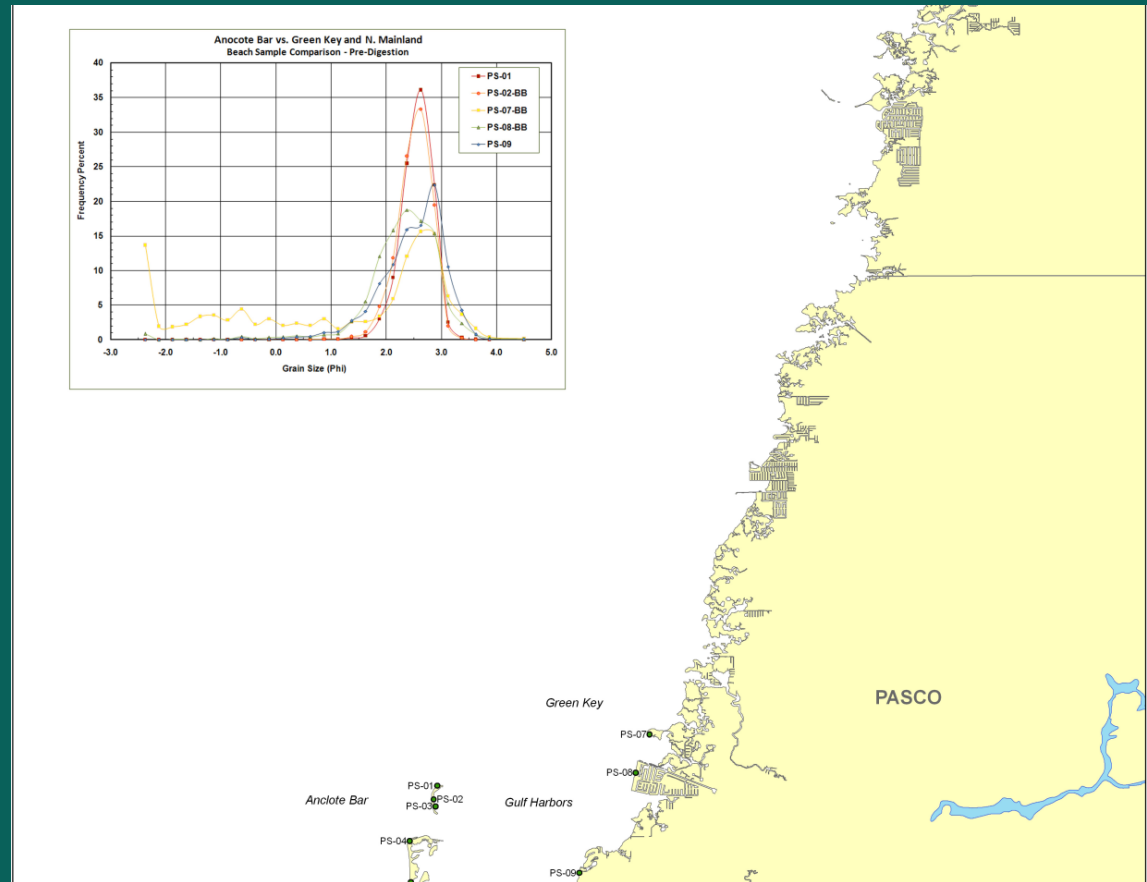 Anocote Bar vs. Green Key and N. Mainland
Beach Sample Comparison - Pre-Digestion
40
35
30
25
20
15
10
5
0
Frequency Percent
PS-01
PS-02-BB
PS-07-BB
PS-08-BB
PS-09
-3.0 -2.0 -1.0 0.0 1.0 2.0 3.0 4.0 5.0
Grain Size (Phi)
PASCO
Green Key
PS-07
PS-08
PS-01
Anclote Bar
PS-02
Gulf Harbors
PS-03
PS-04
PS-09